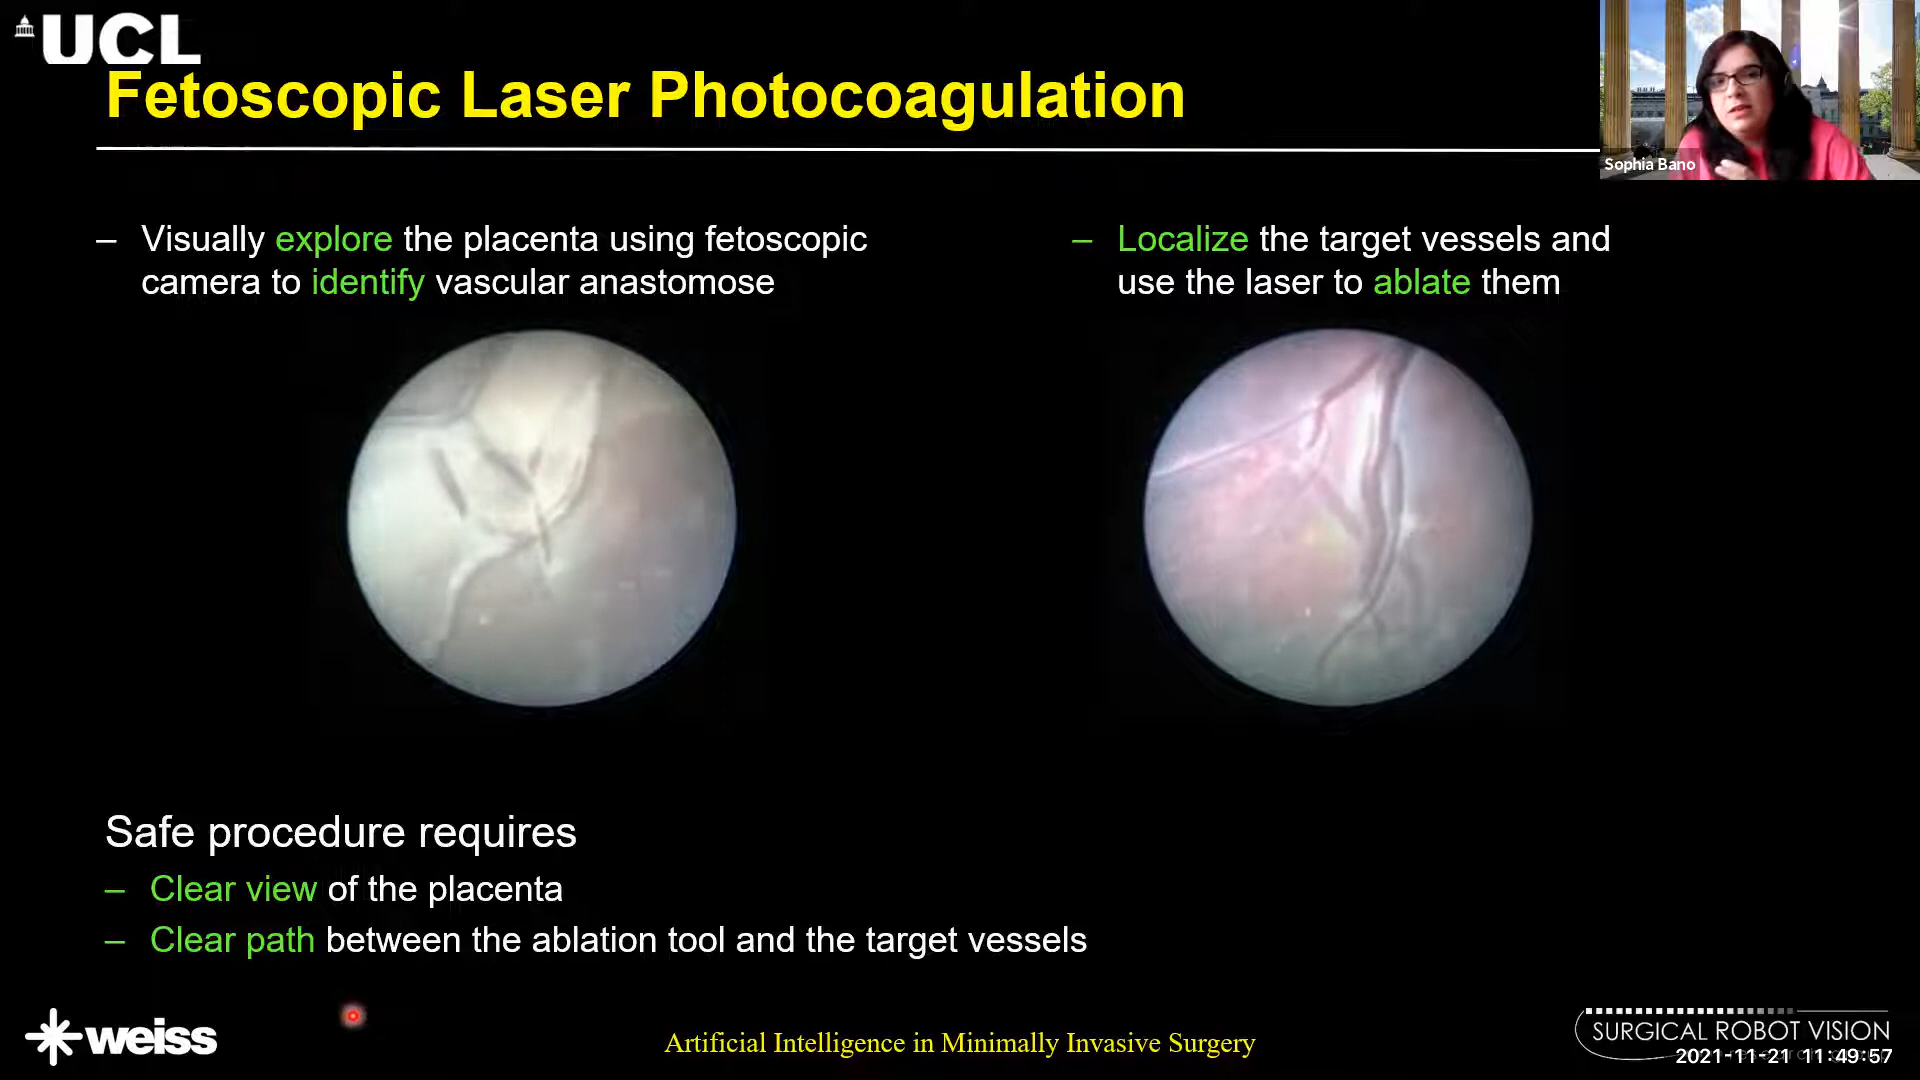 UCL
Fetoscopic Laser Photocoagulation
Sophia Bano
– Visually explore the placenta using fetoscopic
camera to identify vascular anastomose
– Localize the target vessels and
use the laser to ablate them
Safe procedure requires
– Clear view of the placenta
– Clear path between the ablation tool and the target vessels
weiss
Artificial Intelligence in Minimally Invasive Surgery
SURGICAL ROBOT VISION
2021-11-21 11:49:57